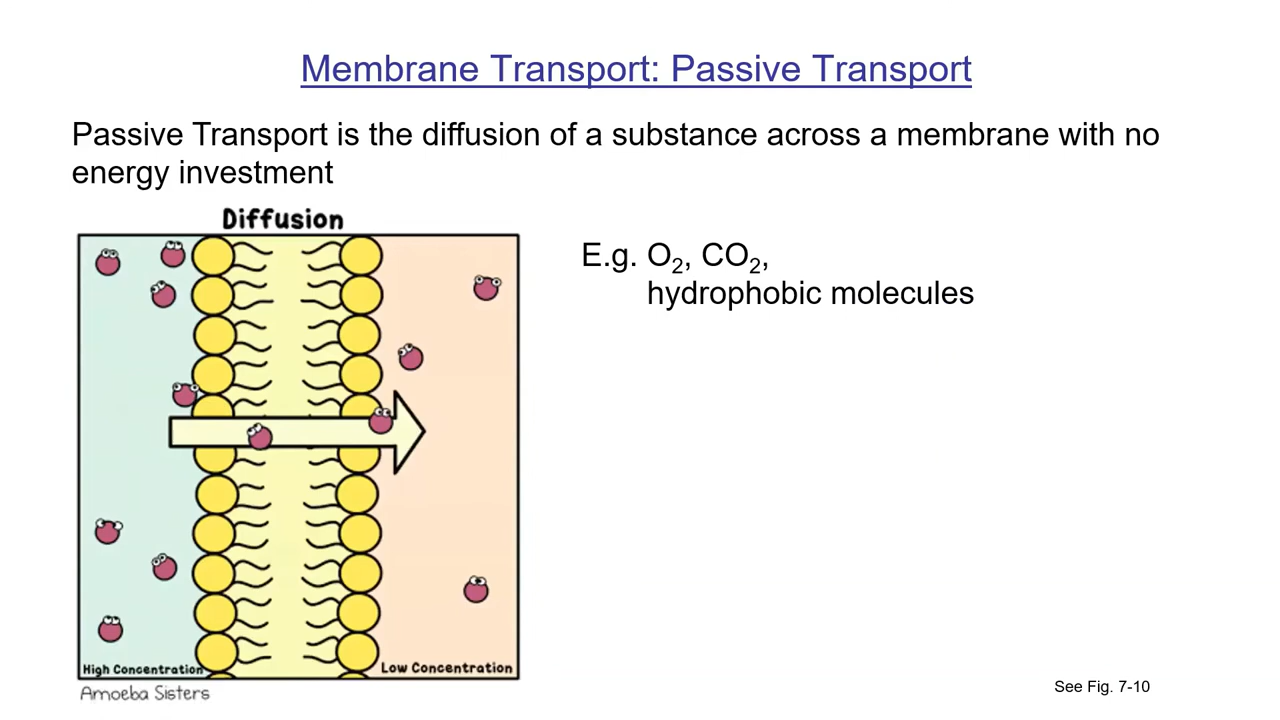 Membrane Transport: Passive Transport
Passive Transport is the diffusion of a substance across a membrane with no
energy investment
Diffusion
E.g. O₂, CO₂,
hydrophobic molecules
High Concentration
Low Concentration
Amoeba Sisters
See Fig. 7-10